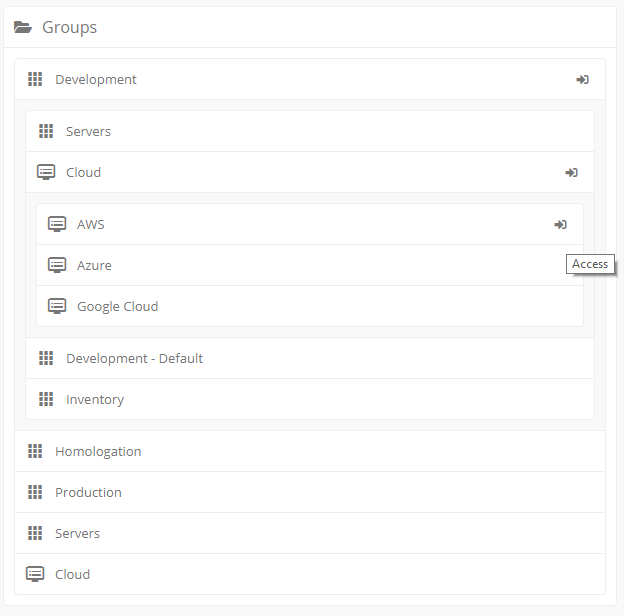 Groups
Development
Servers
Cloud
AWS
Azure
Access
Google Cloud
Development - Default
Inventory
Homologation
Production
Servers
Cloud